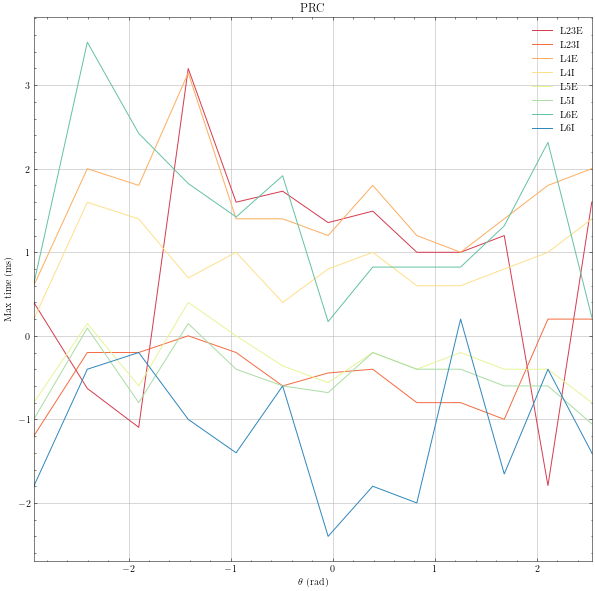 PRC
L23E
L23I
L4E
L4I
L5E
L5I
L6E
L6I
Max time (ms)
3
2
1
0
−1
−2
−2
−1
0
1
2
θ (rad)